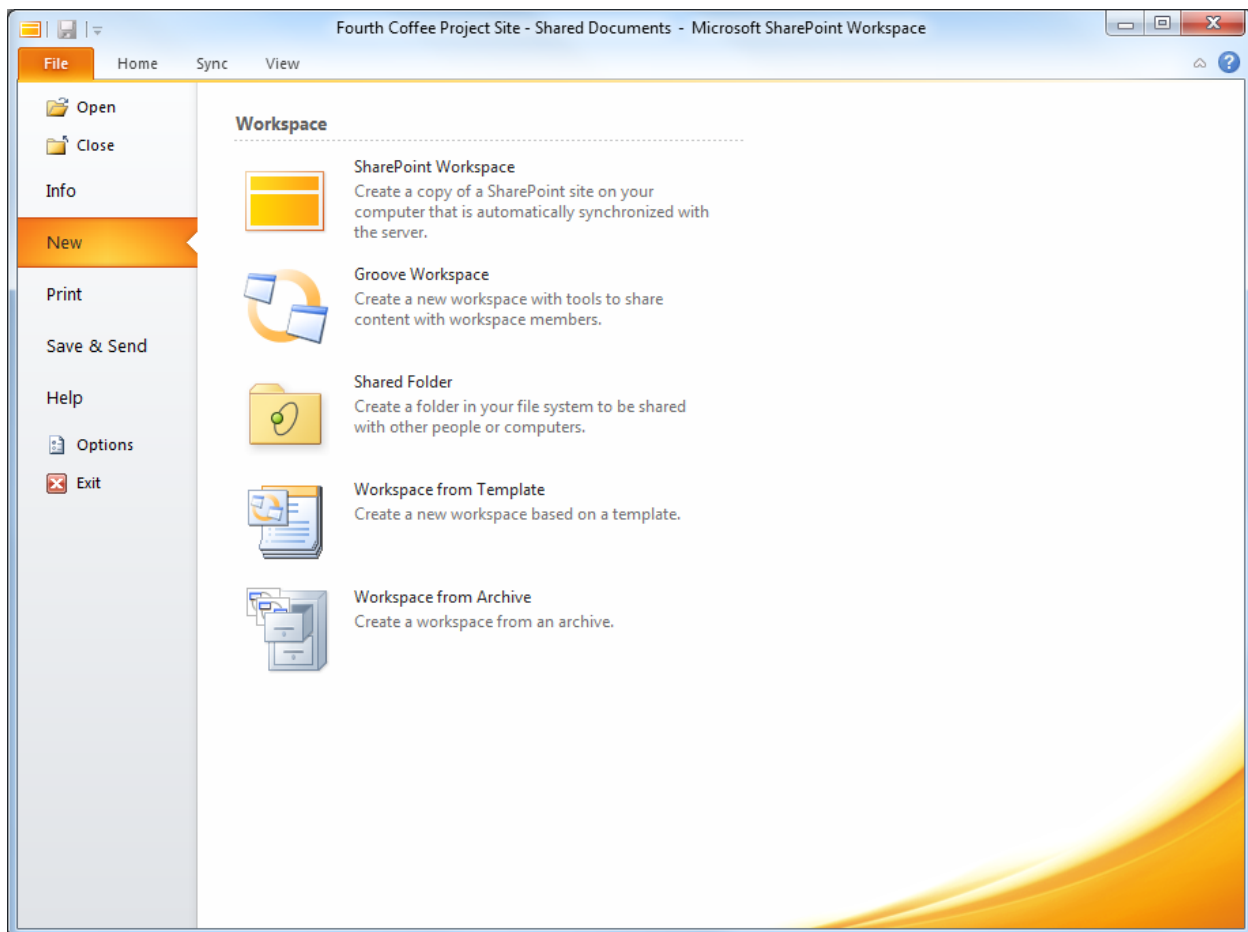 Fourth Coffee Project Site - Shared Documents - Microsoft SharePoint Workspace
File Home Sync View
Open
Close
Info
New
Print
Save & Send
Help
Options
Exit
Workspace
SharePoint Workspace
Create a copy of a SharePoint site on your
computer that is automatically synchronized with
the server.
Groove Workspace
Create a new workspace with tools to share
content with workspace members.
Shared Folder
Create a folder in your file system to be shared
with other people or computers.
Workspace from Template
Create a new workspace based on a template.
Workspace from Archive
Create a workspace from an archive.